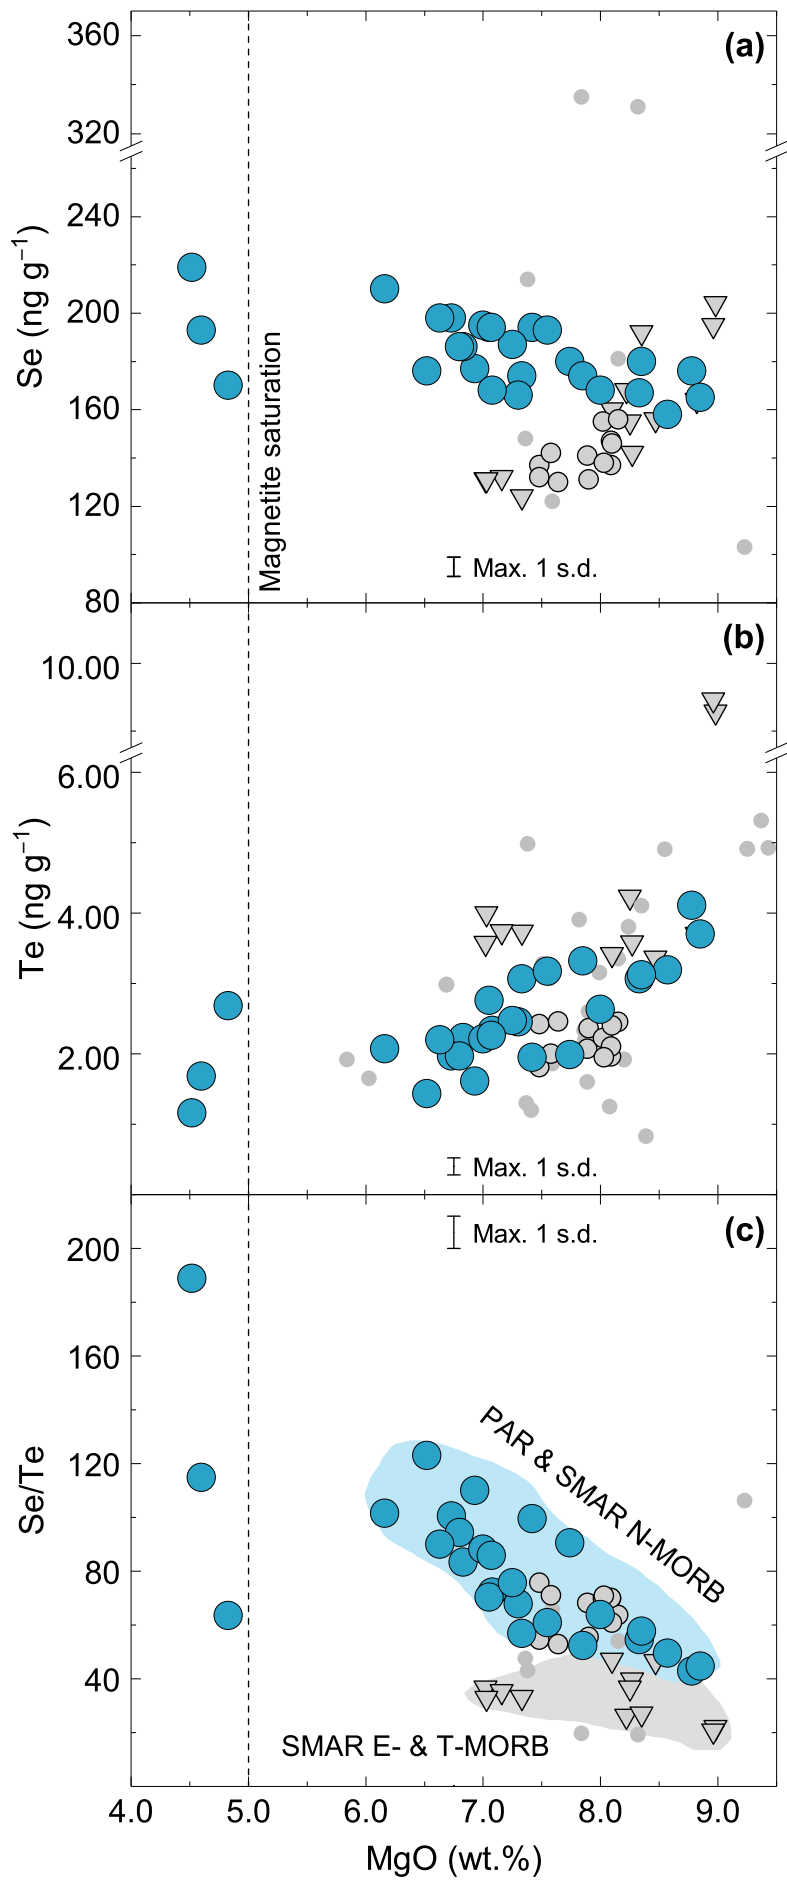 (a)
360
320
240
200
160
120
80
Se (ng g⁻¹)
Magnetite saturation
Max. 1 s.d.
(b)
10.00
6.00
4.00
2.00
Te (ng g⁻¹)
Max. 1 s.d.
(c)
Max. 1 s.d.
200
160
120
80
40
Se/Te
PAR & SMAR N-MORB
SMAR E- & T-MORB
4.0 5.0 6.0 7.0 8.0 9.0
MgO (wt.%)